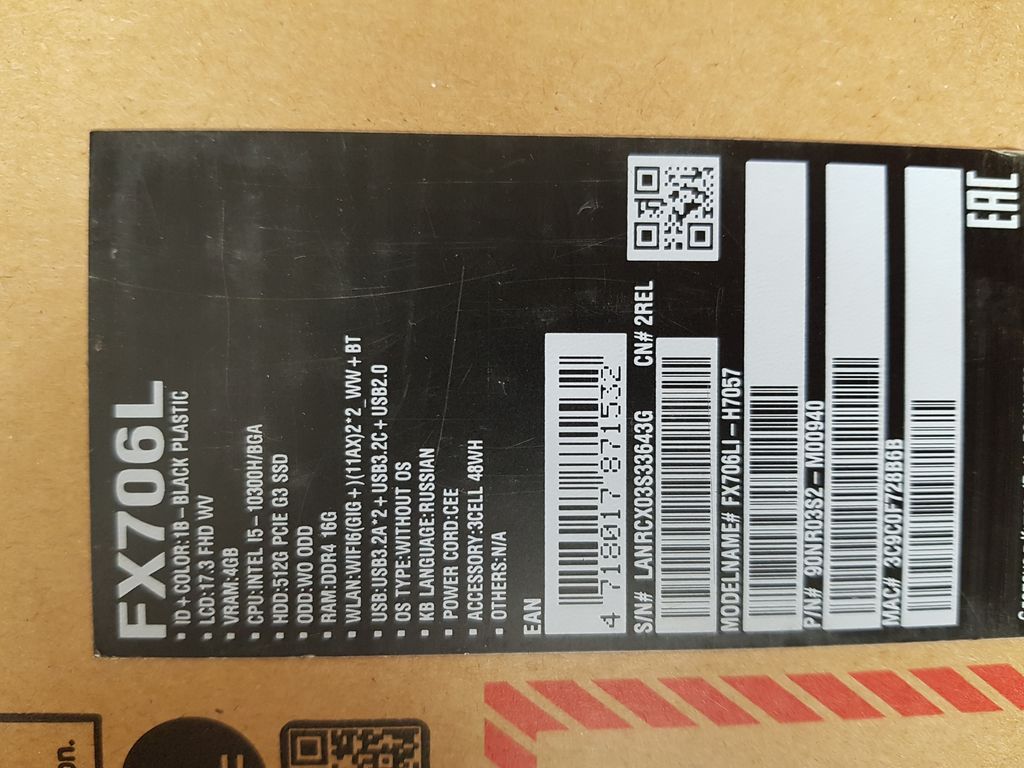 FX706L
▪ ID+COLOR:1B-BLACK PLASTIC
▪ LCD:17.3 FHD WV
▪ VRAM:4GB
▪ CPU:INTEL I5-10300H/BGA
▪ HDD:512G PCIE G3 SSD
▪ ODD:WO ODD
▪ RAM:DDR4 16G
▪ WLAN:WIFI6(GIG+)(11AX)2*2_WW+BT
▪ USB:USB3.2A*2+USB3.2C+USB2.0
▪ OS TYPE:WITHOUT OS
▪ KB LANGUAGE:RUSSIAN
▪ POWER CORD:CEE
▪ ACCESSORY:3CELL 48WH
▪ OTHERS:N/A
EAN
4 718017 871532
S/N# LANRCX03S33643G CN# 2REL
MODELNAME# FX706LI-H7057
P/N# 90NR03S2-M00940
MAC# 3C9C0F72BB6B
EAC
on.